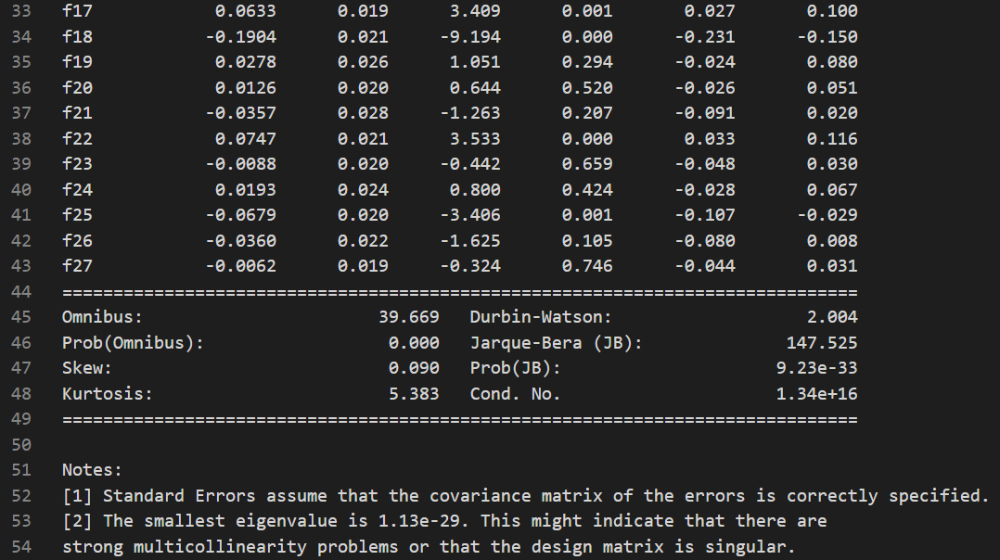 33 f17 0.0633 0.019 3.409 0.001 0.027 0.100
34 f18 -0.1904 0.021 -9.194 0.000 -0.231 -0.150
35 f19 0.0278 0.026 1.051 0.294 -0.024 0.080
36 f20 0.0126 0.020 0.644 0.520 -0.026 0.051
37 f21 -0.0357 0.028 -1.263 0.207 -0.091 0.020
38 f22 0.0747 0.021 3.533 0.000 0.033 0.116
39 f23 -0.0088 0.020 -0.442 0.659 -0.048 0.030
40 f24 0.0193 0.024 0.800 0.424 -0.028 0.067
41 f25 -0.0679 0.020 -3.406 0.001 -0.107 -0.029
42 f26 -0.0360 0.022 -1.625 0.105 -0.080 0.008
43 f27 -0.0062 0.019 -0.324 0.746 -0.044 0.031
44 ==============================================================================
45 Omnibus: 39.669 Durbin-Watson: 2.004
46 Prob(Omnibus): 0.000 Jarque-Bera (JB): 147.525
47 Skew: 0.090 Prob(JB): 9.23e-33
48 Kurtosis: 5.383 Cond. No. 1.34e+16
49 ==============================================================================
50
51 Notes:
52 [1] Standard Errors assume that the covariance matrix of the errors is correctly specified.
53 [2] The smallest eigenvalue is 1.13e-29. This might indicate that there are
54 strong multicollinearity problems or that the design matrix is singular.